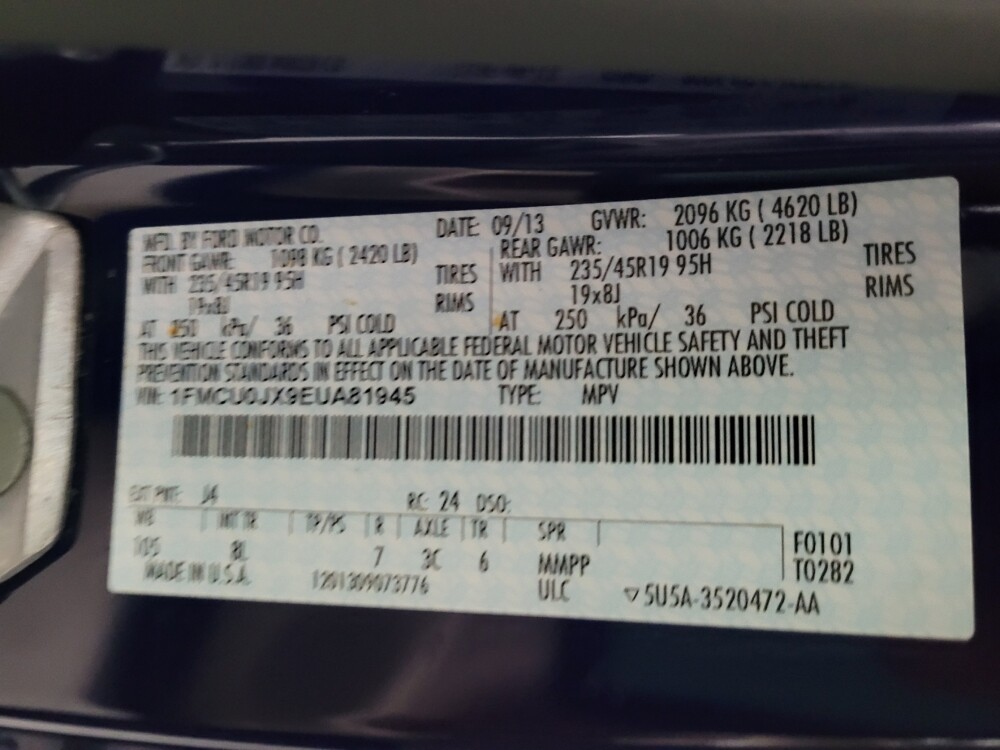 MFD. BY FORD MOTOR CO. DATE: 09/13 GVWR: 2096 KG ( 4620 LB)
FRONT GAWR: 1098 KG ( 2420 LB) REAR GAWR: 1006 KG ( 2218 LB)
WITH 235/45R19 95H TIRES WITH 235/45R19 95H TIRES
19x8J RIMS 19x8J RIMS
AT 250 kPa/ 36 PSI COLD AT 250 kPa/ 36 PSI COLD
THIS VEHICLE CONFORMS TO ALL APPLICABLE FEDERAL MOTOR VEHICLE SAFETY AND THEFT
PREVENTION STANDARDS IN EFFECT ON THE DATE OF MANUFACTURE SHOWN ABOVE.
VIN: 1FMCU0JX9EUA81945 TYPE: MPV
EXT PNT: J4 RC: 24 DSO:
WB INT TR TP/PS R AXLE TR SPR F0101
105 8L 7 3C 6 MMPP T0282
MADE IN U.S.A. 1201309073776 ULC ▽5U5A-3520472-AA